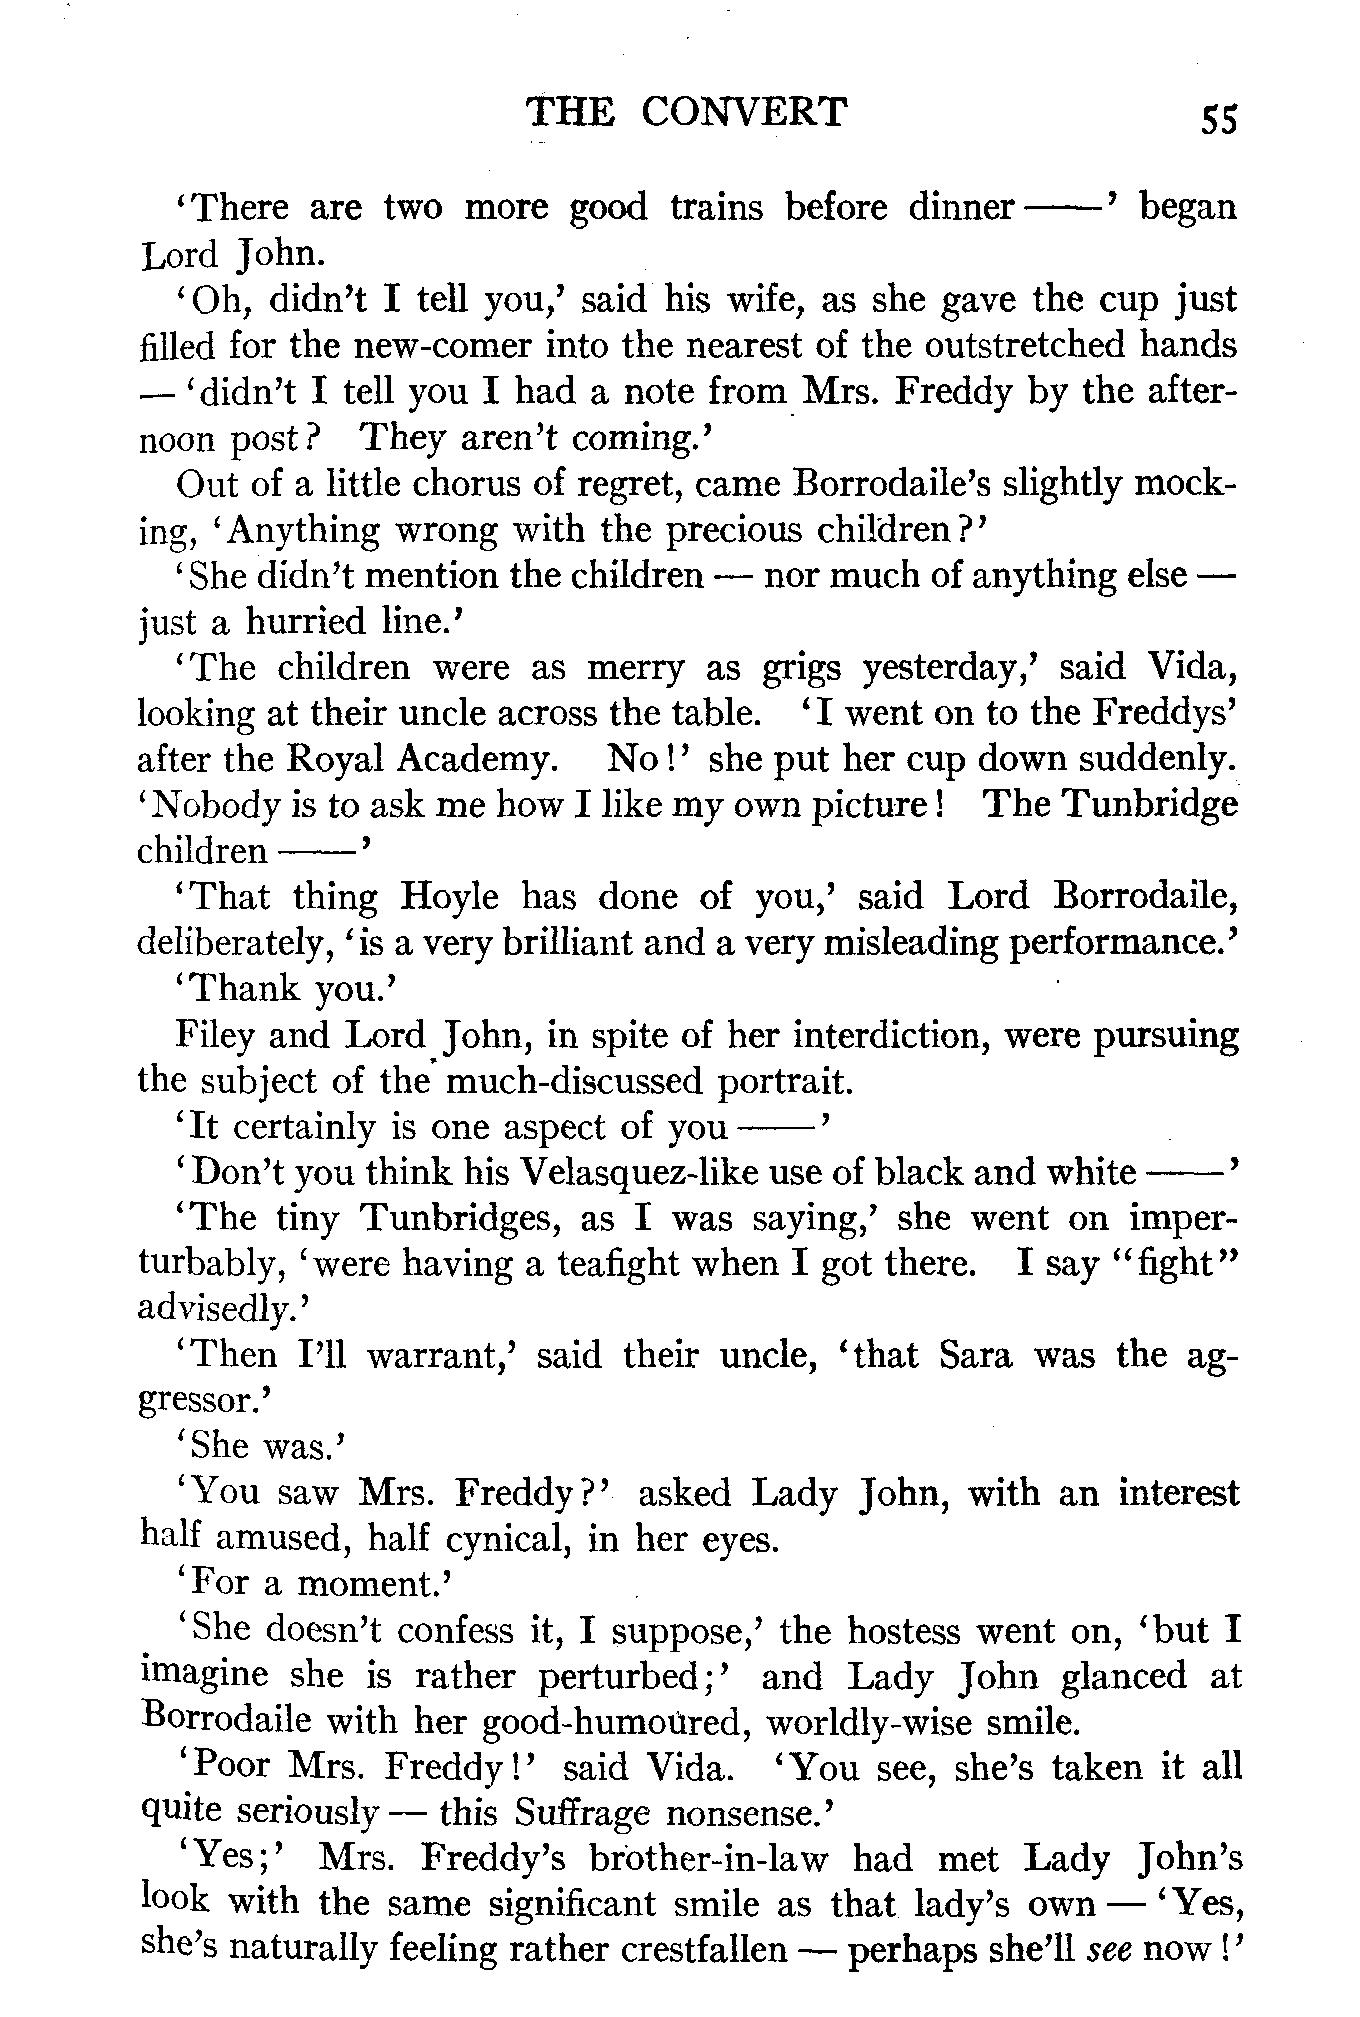 THE CONVERT 55
‘There are two more good trains before dinner ——’ began
Lord John.
‘Oh, didn’t I tell you,’ said his wife, as she gave the cup just
filled for the new-comer into the nearest of the outstretched hands
— ‘didn’t I tell you I had a note from Mrs. Freddy by the after-
noon post? They aren’t coming.’
Out of a little chorus of regret, came Borrodaile’s slightly mock-
ing, ‘Anything wrong with the precious children?’
‘She didn’t mention the children — nor much of anything else —
just a hurried line.’
‘The children were as merry as grigs yesterday,’ said Vida,
looking at their uncle across the table. ‘I went on to the Freddys’
after the Royal Academy. No!’ she put her cup down suddenly.
‘Nobody is to ask me how I like my own picture! The Tunbridge
children ——’
‘That thing Hoyle has done of you,’ said Lord Borrodaile,
deliberately, ‘is a very brilliant and a very misleading performance.’
‘Thank you.’
Filey and Lord John, in spite of her interdiction, were pursuing
the subject of the much-discussed portrait.
‘It certainly is one aspect of you ——’
‘Don’t you think his Velasquez-like use of black and white ——’
‘The tiny Tunbridges, as I was saying,’ she went on imper-
turbably, ‘were having a teafight when I got there. I say “fight”
advisedly.’
‘Then I’ll warrant,’ said their uncle, ‘that Sara was the ag-
gressor.’
‘She was.’
‘You saw Mrs. Freddy?’ asked Lady John, with an interest
half amused, half cynical, in her eyes.
‘For a moment.’
‘She doesn’t confess it, I suppose,’ the hostess went on, ‘but I
imagine she is rather perturbed;’ and Lady John glanced at
Borrodaile with her good-humoured, worldly-wise smile.
‘Poor Mrs. Freddy!’ said Vida. ‘You see, she’s taken it all
quite seriously — this Suffrage nonsense.’
‘Yes;’ Mrs. Freddy’s brother-in-law had met Lady John’s
look with the same significant smile as that lady’s own — ‘Yes,
she’s naturally feeling rather crestfallen — perhaps she’ll see now!’